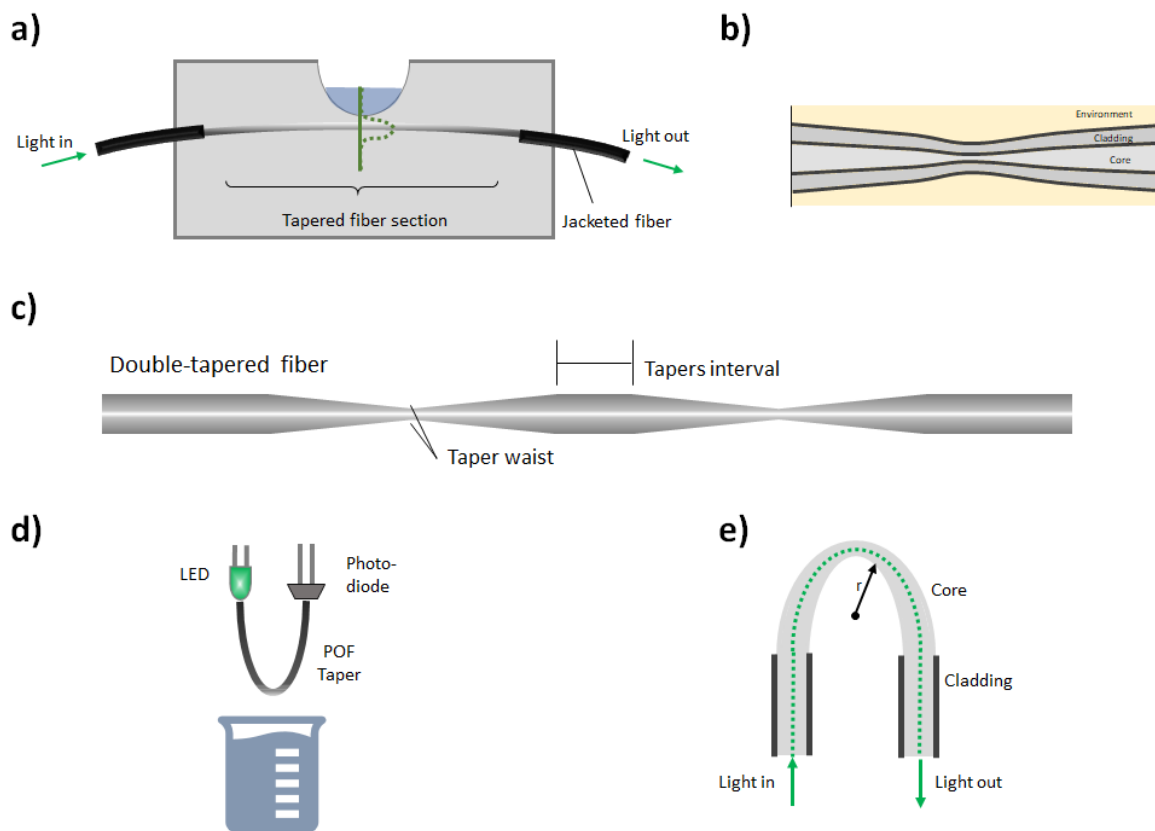 a)
Light in
Light out
Tapered fiber section
Jacketed fiber
b)
Environment
Cladding
Core
c)
Double-tapered fiber
Tapers interval
Taper waist
d)
LED
Photo-
diode
POF
Taper
e)
r
Core
Cladding
Light in
Light out